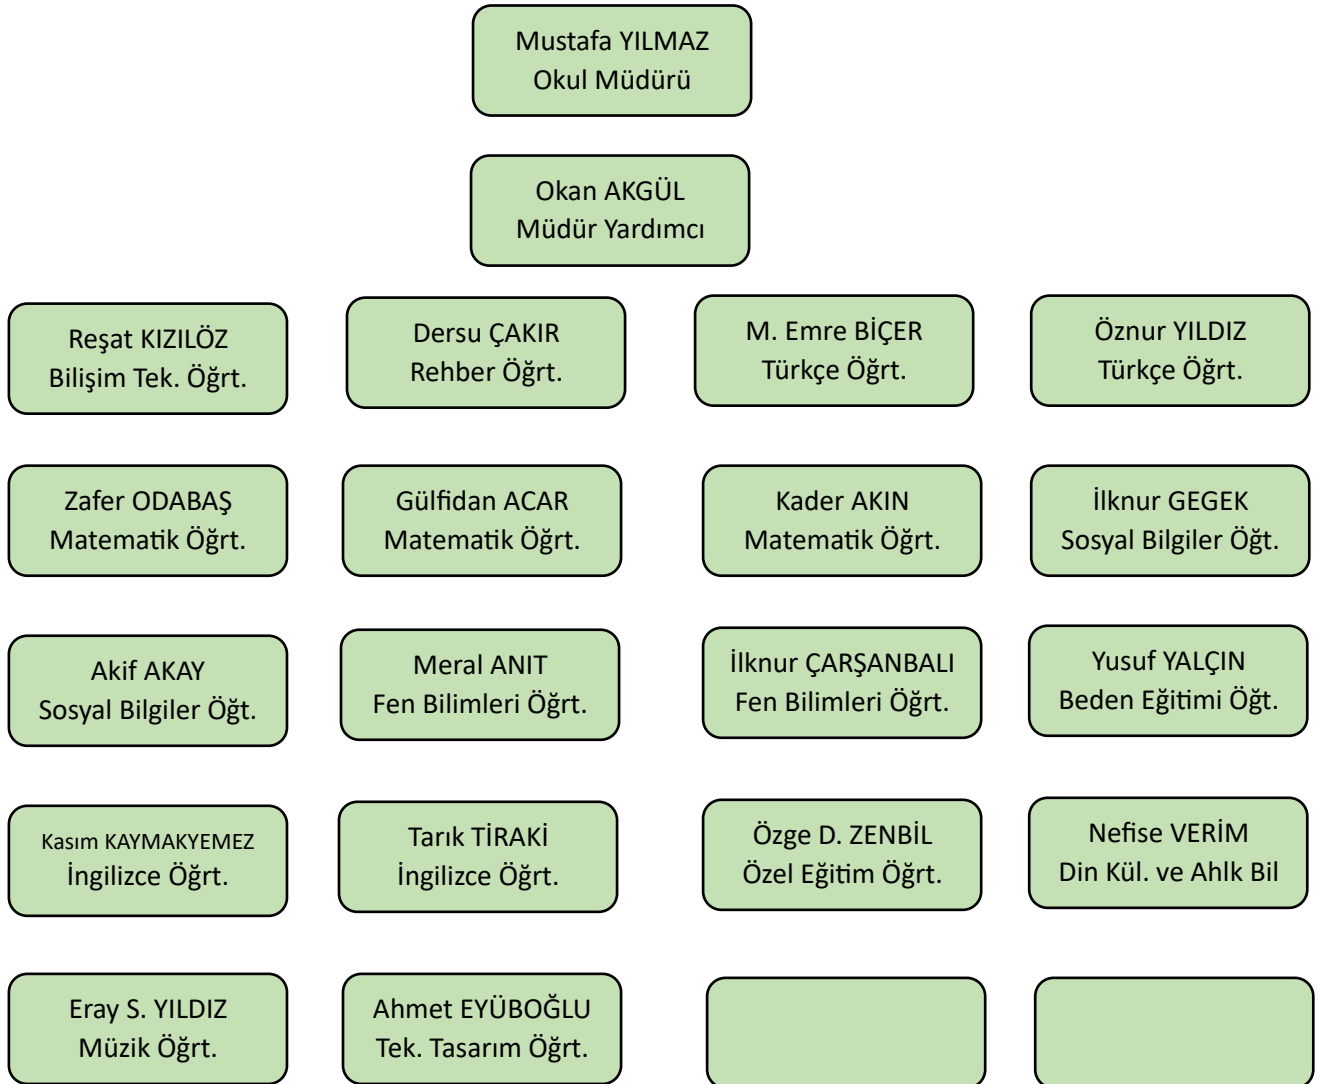 Mustafa YILMAZ
Okul Müdürü
Okan AKGÜL
Müdür Yardımcı
Reşat KIZILÖZ
Bilişim Tek. Öğrt.
Dersu ÇAKIR
Rehber Öğrt.
M. Emre BİÇER
Türkçe Öğrt.
Öznur YILDIZ
Türkçe Öğrt.
Zafer ODABAŞ
Matematik Öğrt.
Gülfidan ACAR
Matematik Öğrt.
Kader AKIN
Matematik Öğrt.
İlknur GEGEK
Sosyal Bilgiler Öğt.
Akif AKAY
Sosyal Bilgiler Öğt.
Meral ANIT
Fen Bilimleri Öğrt.
İlknur ÇARŞANBALI
Fen Bilimleri Öğrt.
Yusuf YALÇIN
Beden Eğitimi Öğt.
Kasım KAYMAKYEMEZ
İngilizce Öğrt.
Tarık TİRAKİ
İngilizce Öğrt.
Özge D. ZENBİL
Özel Eğitim Öğrt.
Nefise VERİM
Din Kül. ve Ahlk Bil
Eray S. YILDIZ
Müzik Öğrt.
Ahmet EYÜBOĞLU
Tek. Tasarım Öğrt.